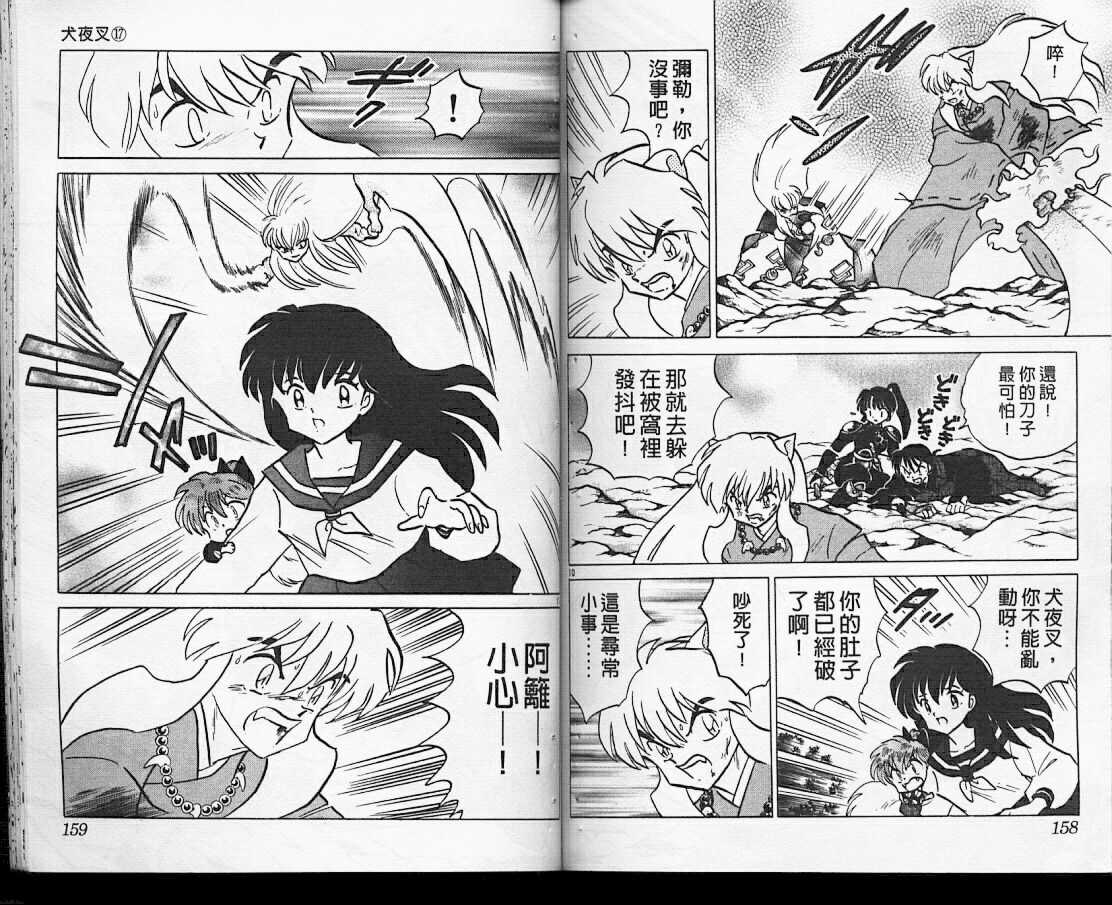 啐！
彌勒，你
沒事吧？
還說！
你的刀子
最可怕！
どき
どき
那就去躲
在被窩裡
發抖吧！
犬夜叉，
你不能亂
動呀…
你的肚子
都已經破
了啊！
吵死了！
這是尋常
小事……
158
犬夜叉⑰
！
阿籬——！
小心——！
159